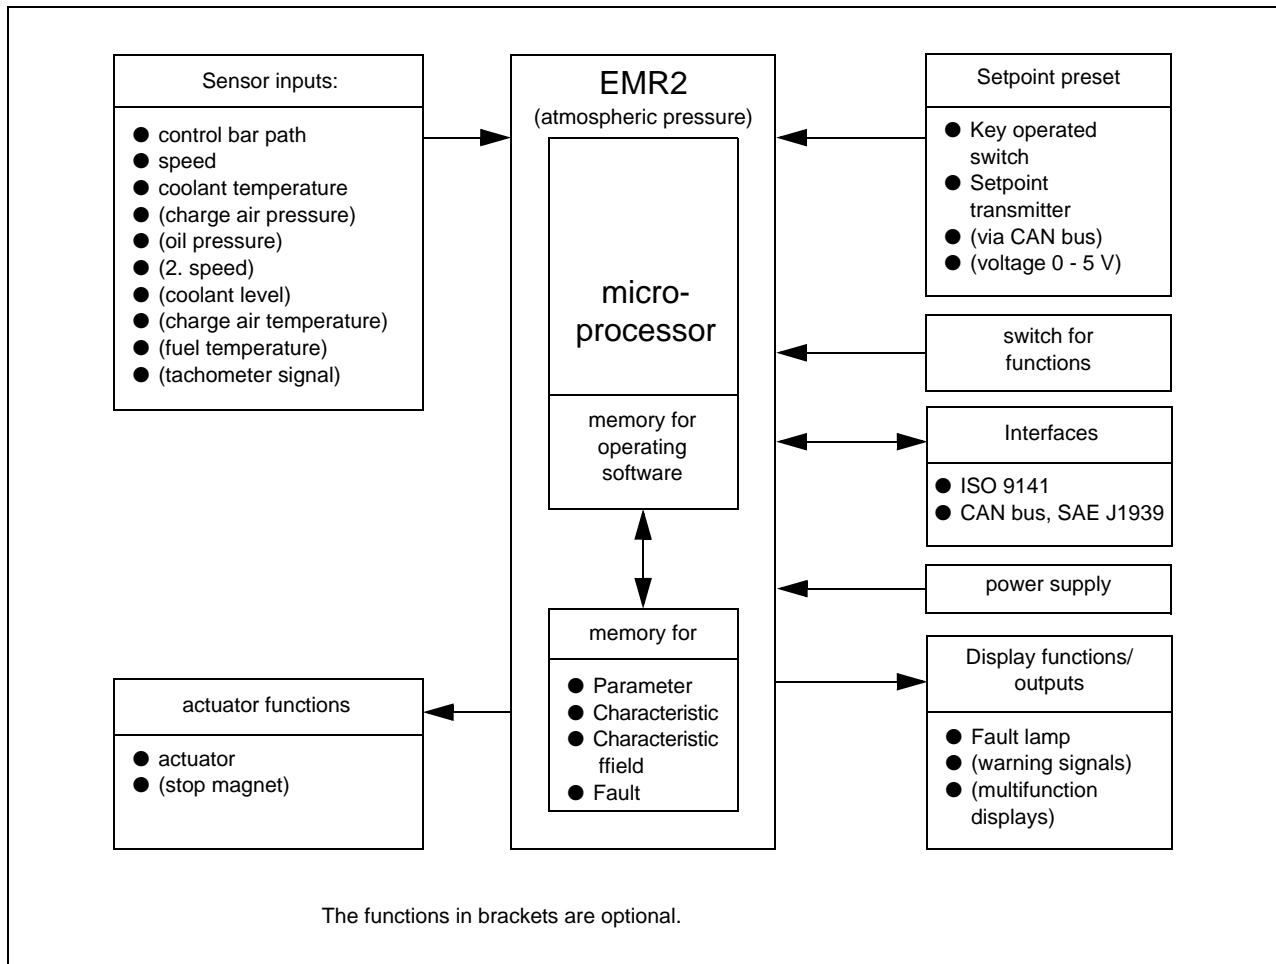 Sensor inputs:
● control bar path
● speed
● coolant temperature
● (charge air pressure)
● (oil pressure)
● (2. speed)
● (coolant level)
● (charge air temperature)
● (fuel temperature)
● (tachometer signal)
actuator functions
● actuator
● (stop magnet)
EMR2
(atmospheric pressure)
micro-
processor
memory for
operating
software
memory for
● Parameter
● Characteristic
● Characteristic
ffield
● Fault
Setpoint preset
● Key operated
switch
● Setpoint
transmitter
● (via CAN bus)
● (voltage 0 - 5 V)
switch for
functions
Interfaces
● ISO 9141
● CAN bus, SAE J1939
power supply
Display functions/
outputs
● Fault lamp
● (warning signals)
● (multifunction
displays)
The functions in brackets are optional.